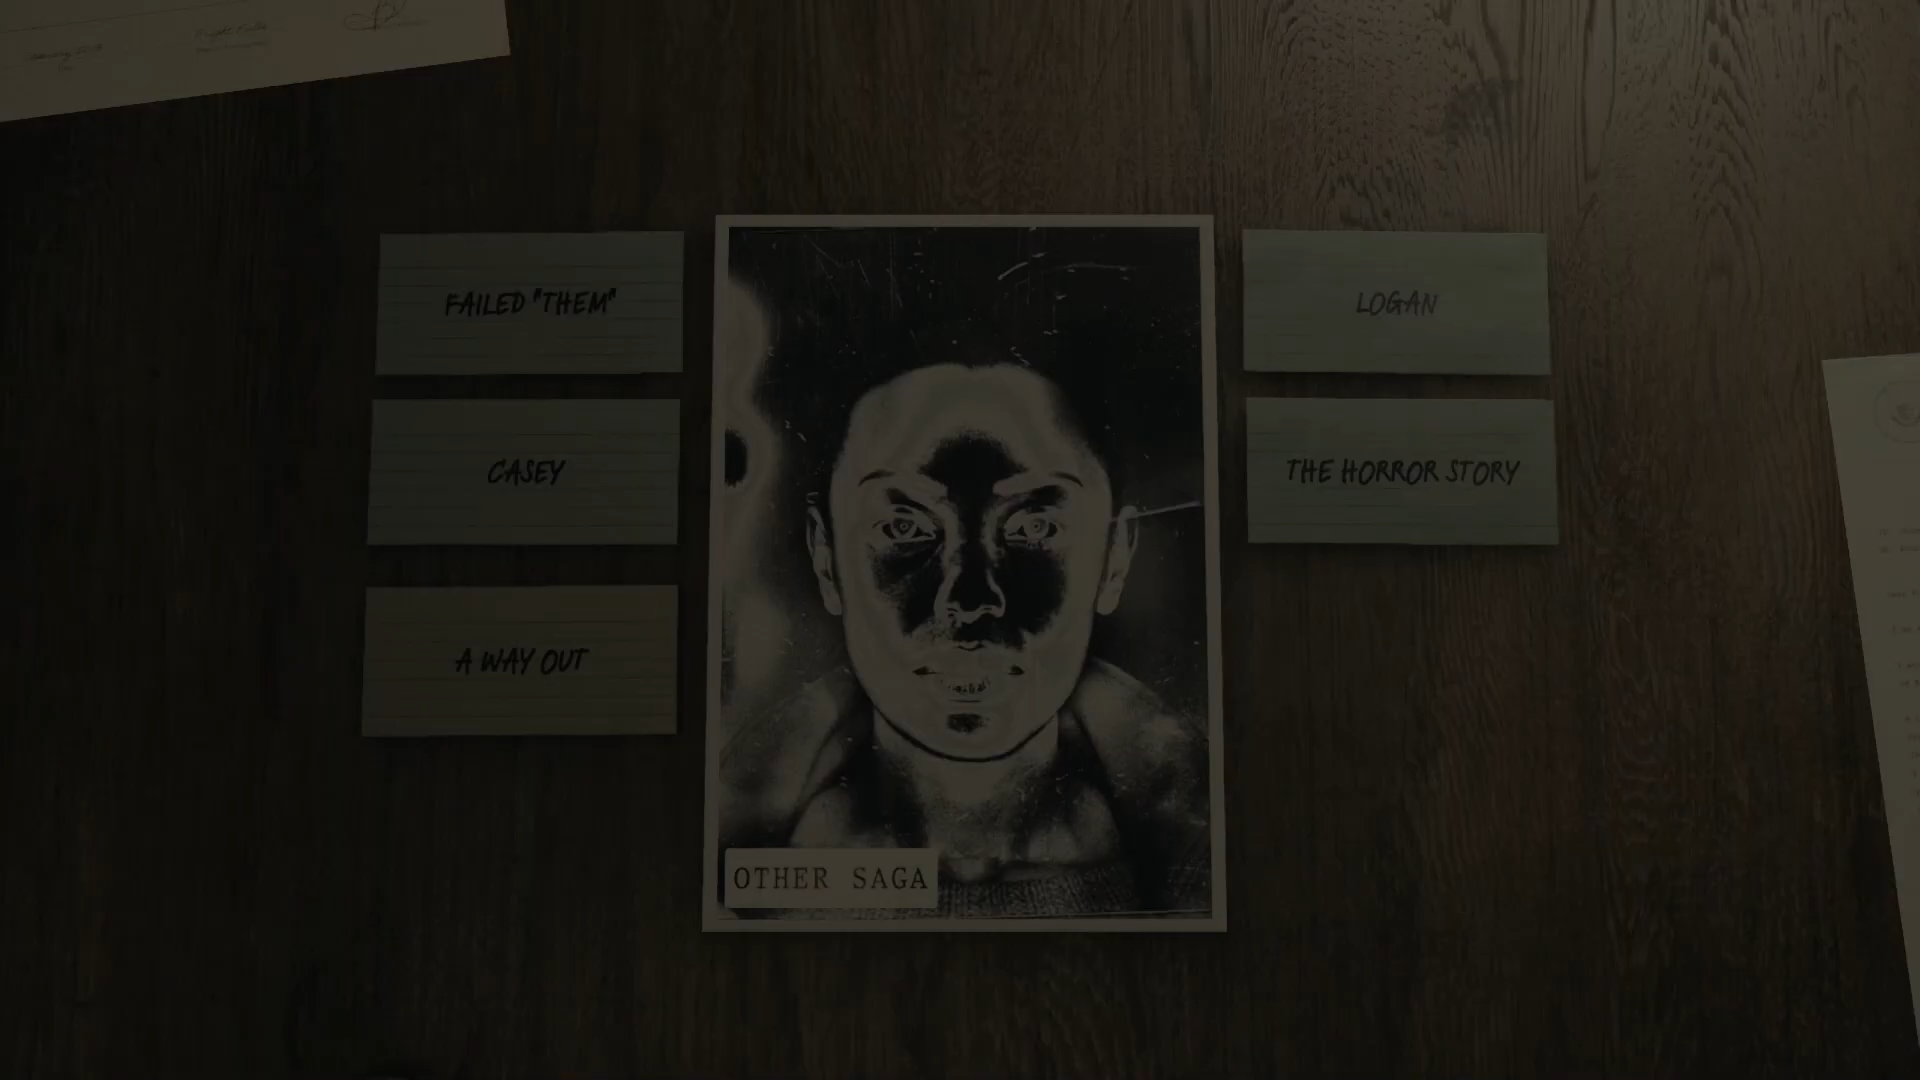 FAILED "THEM"
CASEY
A WAY OUT
OTHER SAGA
LOGAN
THE HORROR STORY